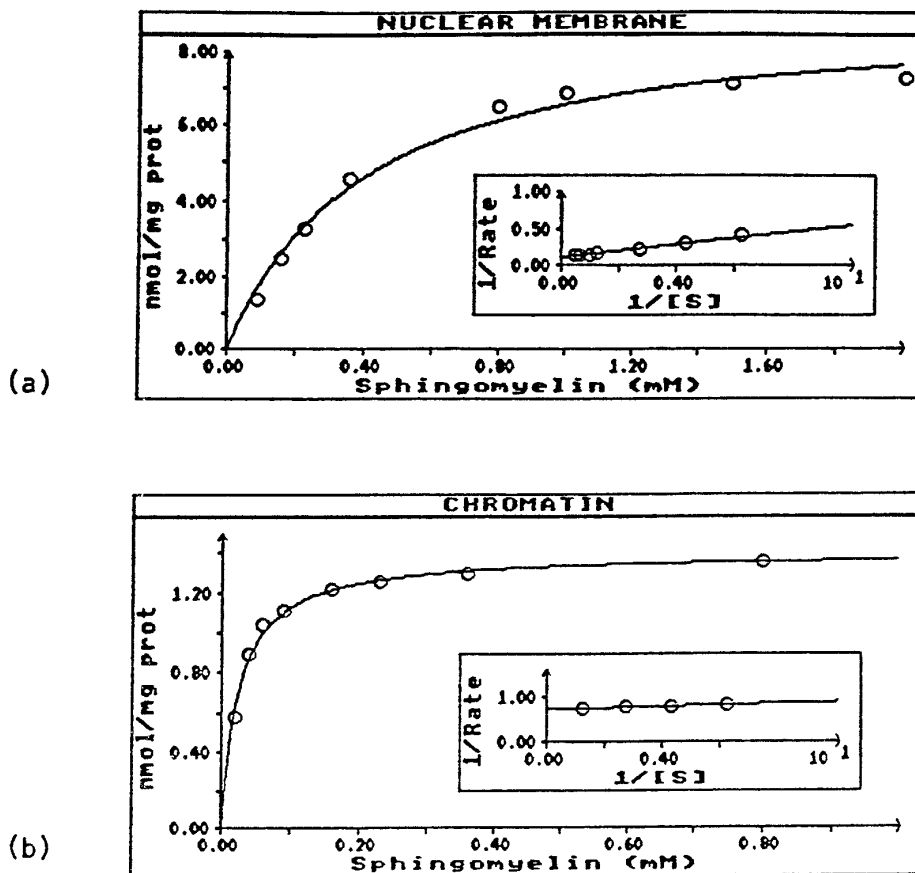 NUCLEAR MEMBRANE
8.00
6.00
4.00
2.00
0.00
nmol/mg prot
0.00 0.40 0.80 1.20 1.60
Sphingomyelin (mM)
1/Rate
1.00
0.50
0.00
0.00 0.40 10 1
1/[S]
(a)
CHROMATIN
1.20
0.80
0.40
0.00
nmol/mg prot
0.00 0.20 0.40 0.60 0.80
Sphingomyelin (mM)
1/Rate
1.00
0.00
0.00 0.40 10 1
1/[S]
(b)